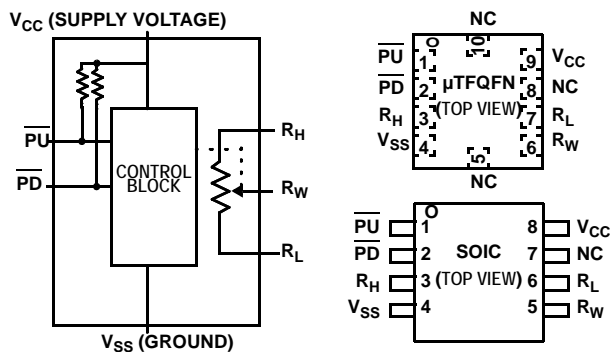 VCC (SUPPLY VOLTAGE)
PU
PD
CONTROL
BLOCK
RH
RW
RL
VSS (GROUND)
NC
PU 1 10 9 VCC
PD 2 µTFQFN 8 NC
RH 3 (TOP VIEW) 7 RL
VSS 4 5 6 RW
NC
PU 1 8 VCC
PD 2 SOIC 7 NC
RH 3 (TOP VIEW) 6 RL
VSS 4 5 RW